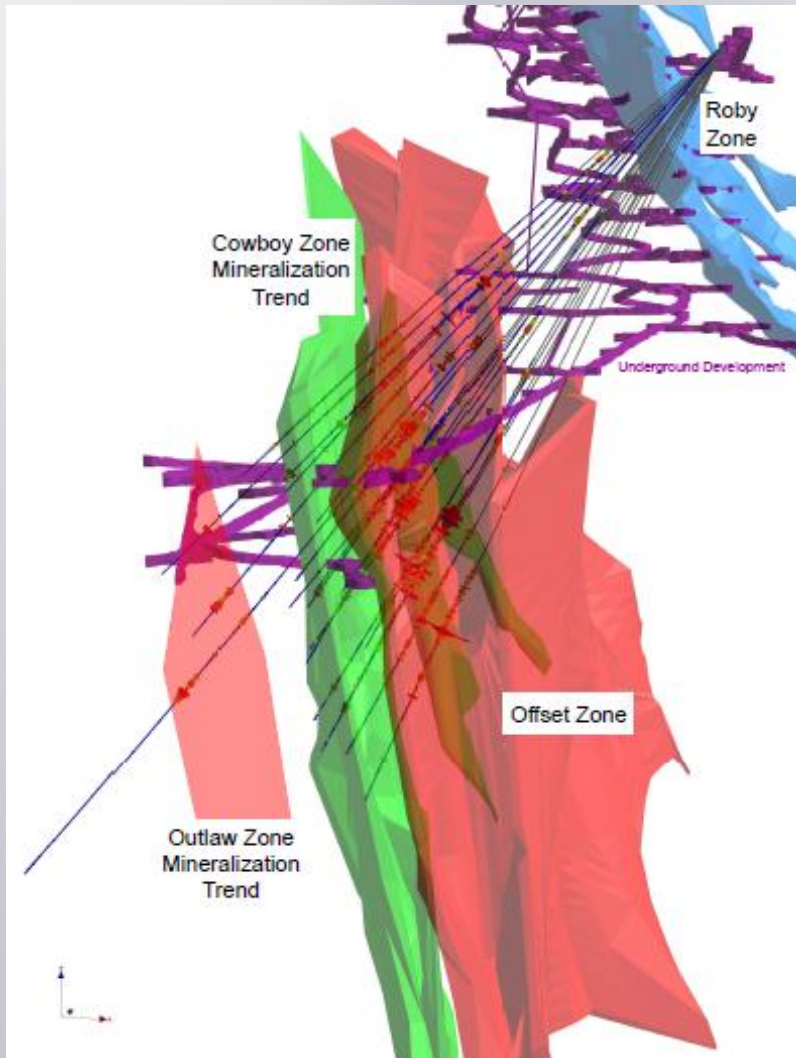 Roby
Zone
Cowboy Zone
Mineralization
Trend
Underground Development
Offset Zone
Outlaw Zone
Mineralization
Trend